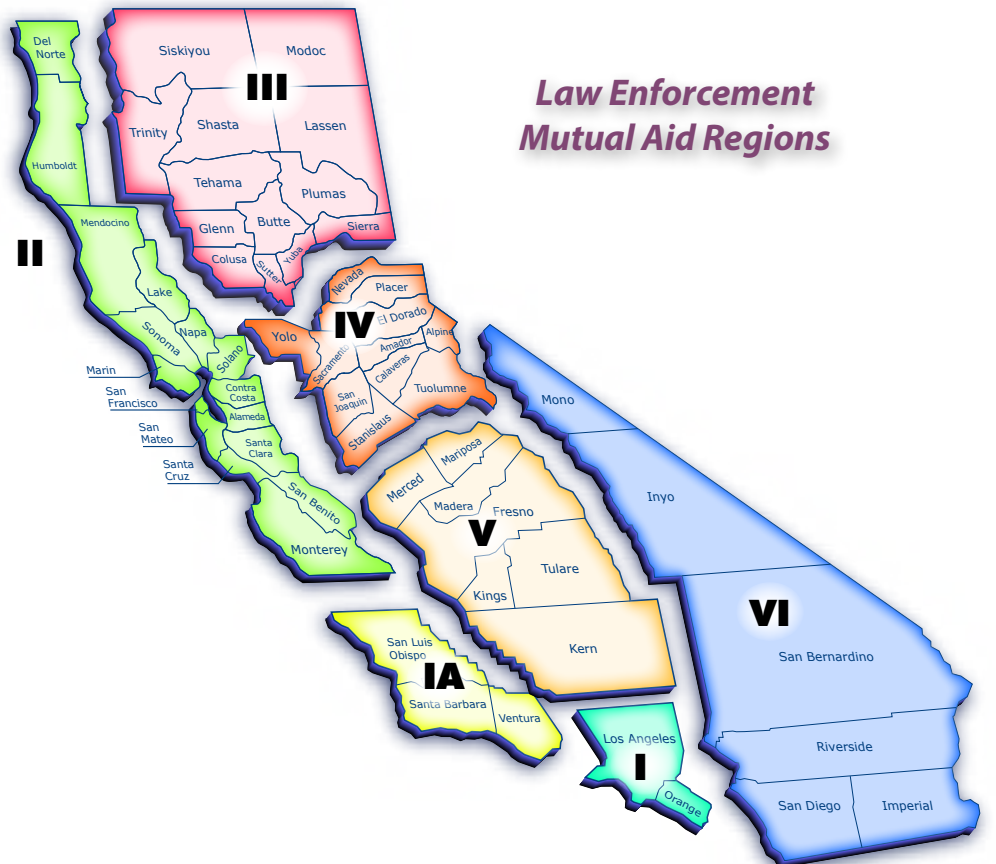 Law Enforcement
Mutual Aid Regions
II
Del
Norte
Humboldt
Mendocino
Lake
Sonoma
Napa
Solano
Marin
San
Francisco
Contra
Costa
Alameda
San
Mateo
Santa
Clara
Santa
Cruz
San Benito
Monterey
III
Siskiyou
Modoc
Trinity
Shasta
Lassen
Tehama
Plumas
Glenn
Butte
Sierra
Colusa
Sutter
Yuba
IV
Nevada
Placer
Yolo
El Dorado
Sacramento
Amador
Alpine
Calaveras
San
Joaquin
Tuolumne
Stanislaus
V
Merced
Mariposa
Madera
Fresno
Kings
Tulare
Kern
IA
San Luis
Obispo
Santa Barbara
Ventura
I
Los Angeles
Orange
VI
Mono
Inyo
San Bernardino
Riverside
San Diego
Imperial